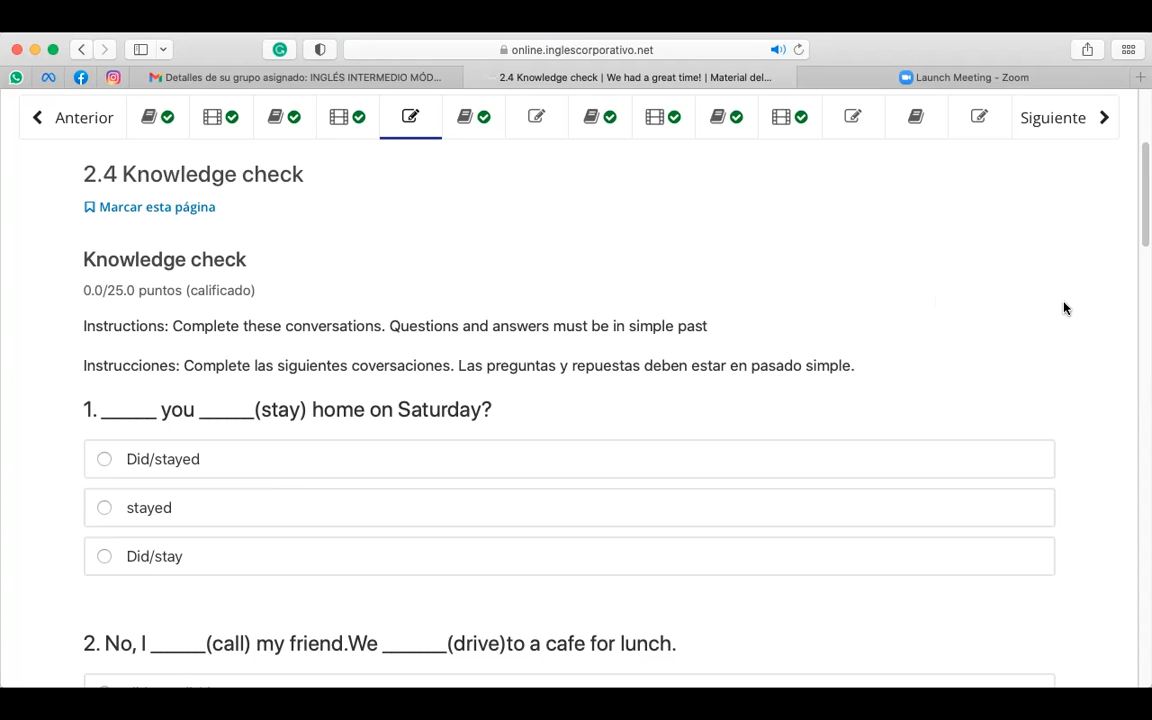 online.inglescorporativo.net
Detalles de su grupo asignado: INGLÉS INTERMEDIO MÓD...
2.4 Knowledge check | We had a great time! | Material del...
Launch Meeting - Zoom
Anterior
Siguiente
2.4 Knowledge check
Marcar esta página
Knowledge check
0.0/25.0 puntos (calificado)
Instructions: Complete these conversations. Questions and answers must be in simple past
Instrucciones: Complete las siguientes coversaciones. Las preguntas y repuestas deben estar en pasado simple.
1. ______ you ______(stay) home on Saturday?
Did/stayed
stayed
Did/stay
2. No, I ______(call) my friend.We _______(drive)to a cafe for lunch.